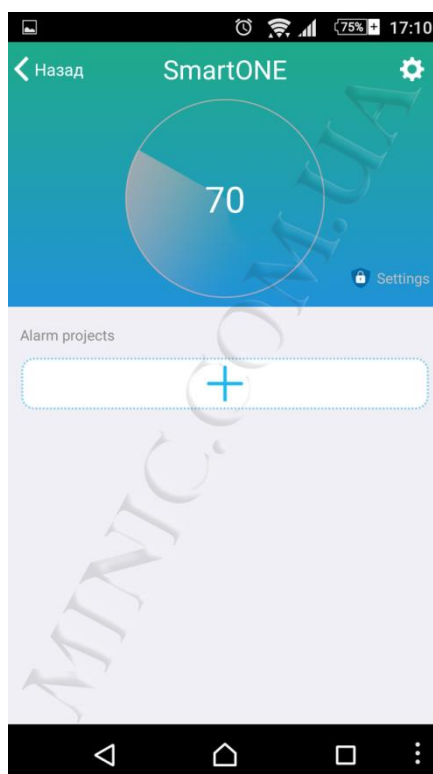 75% 17:10
Назад SmartONE
70
Settings
Alarm projects
MINIC.COM.UA